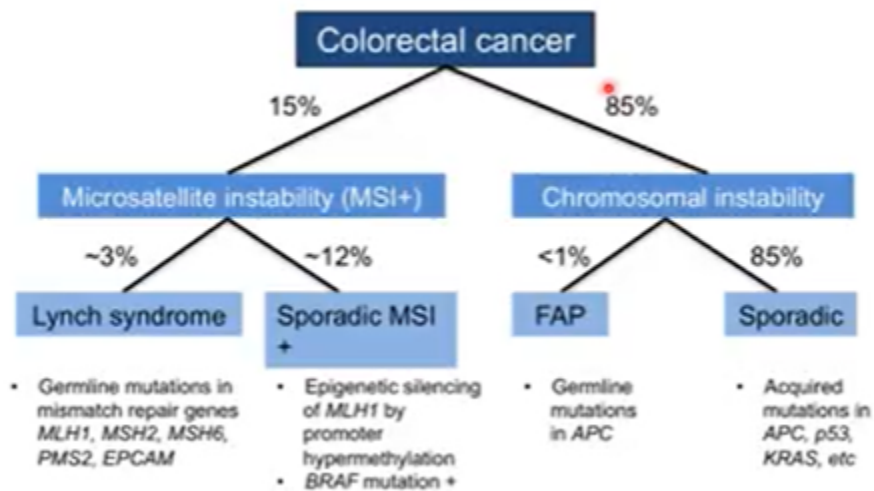 Colorectal cancer
15%
85%
Microsatellite instability (MSI+)
Chromosomal instability
~3%
~12%
<1%
85%
Lynch syndrome
Sporadic MSI
+
FAP
Sporadic
• Germline mutations in
mismatch repair genes
MLH1, MSH2, MSH6,
PMS2, EPCAM
• Epigenetic silencing
of MLH1 by
promoter
hypermethylation
• BRAF mutation +
• Germline
mutations
in APC
• Acquired
mutations in
APC, p53,
KRAS, etc